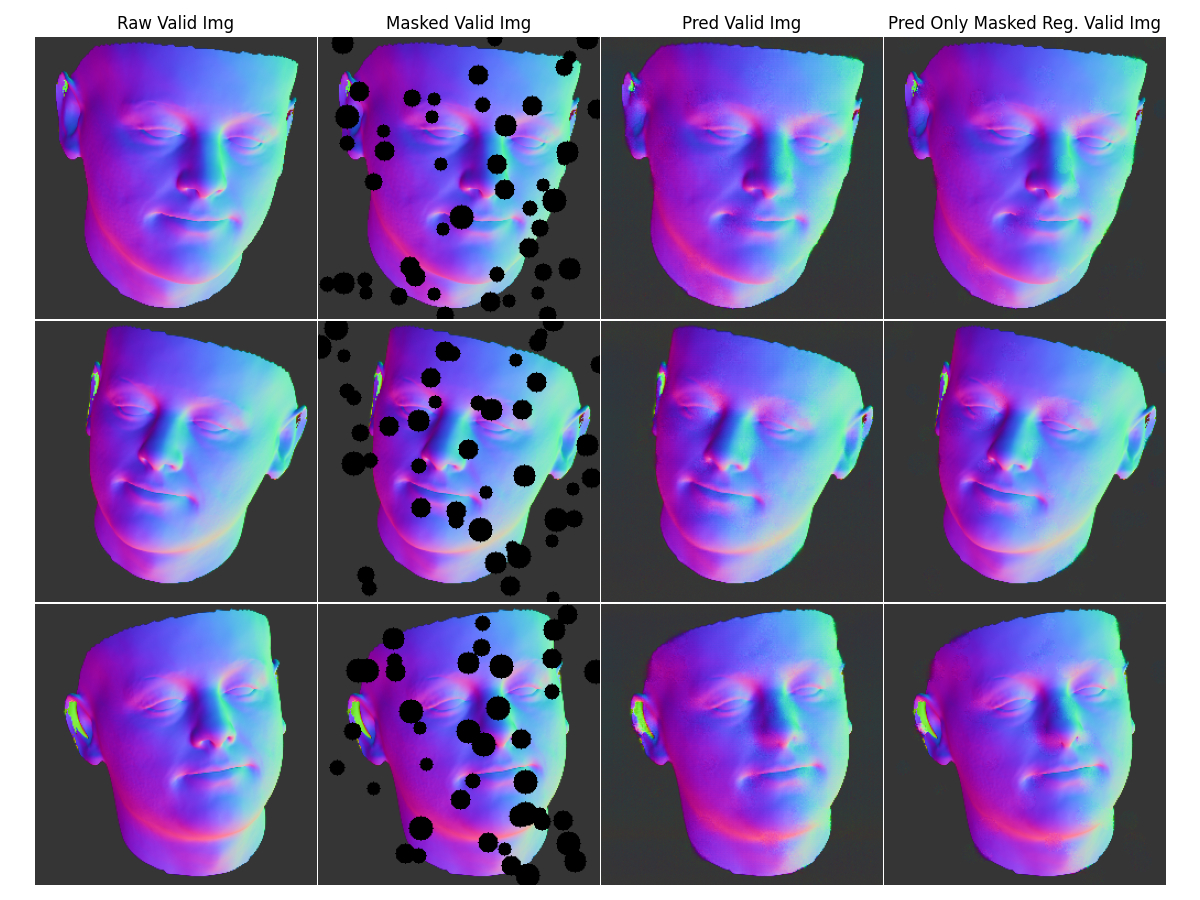 Raw Valid Img
Masked Valid Img
Pred Valid Img
Pred Only Masked Reg. Valid Img